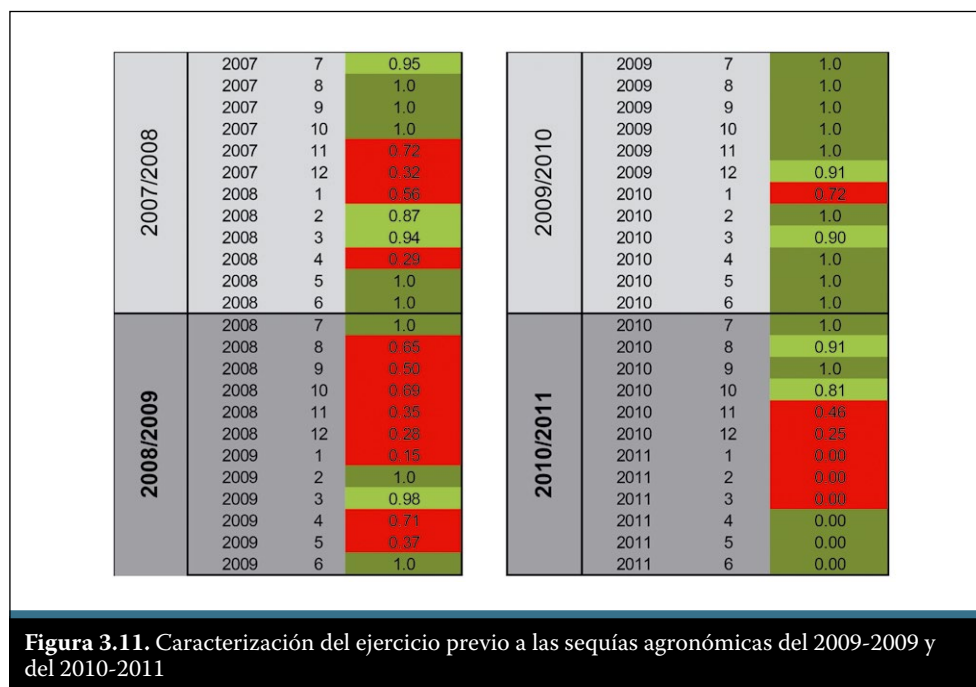 2007/2008
2007 7 0.95
2007 8 1.0
2007 9 1.0
2007 10 1.0
2007 11 0.72
2007 12 0.32
2008 1 0.56
2008 2 0.87
2008 3 0.94
2008 4 0.29
2008 5 1.0
2008 6 1.0
2008/2009
2008 7 1.0
2008 8 0.65
2008 9 0.50
2008 10 0.69
2008 11 0.35
2008 12 0.28
2009 1 0.15
2009 2 1.0
2009 3 0.98
2009 4 0.71
2009 5 0.37
2009 6 1.0
2009/2010
2009 7 1.0
2009 8 1.0
2009 9 1.0
2009 10 1.0
2009 11 1.0
2009 12 0.91
2010 1 0.72
2010 2 1.0
2010 3 0.90
2010 4 1.0
2010 5 1.0
2010 6 1.0
2010/2011
2010 7 1.0
2010 8 0.91
2010 9 1.0
2010 10 0.81
2010 11 0.46
2010 12 0.25
2011 1 0.00
2011 2 0.00
2011 3 0.00
2011 4 0.00
2011 5 0.00
2011 6 0.00
Figura 3.11. Caracterización del ejercicio previo a las sequías agronómicas del 2009-2009 y
del 2010-2011